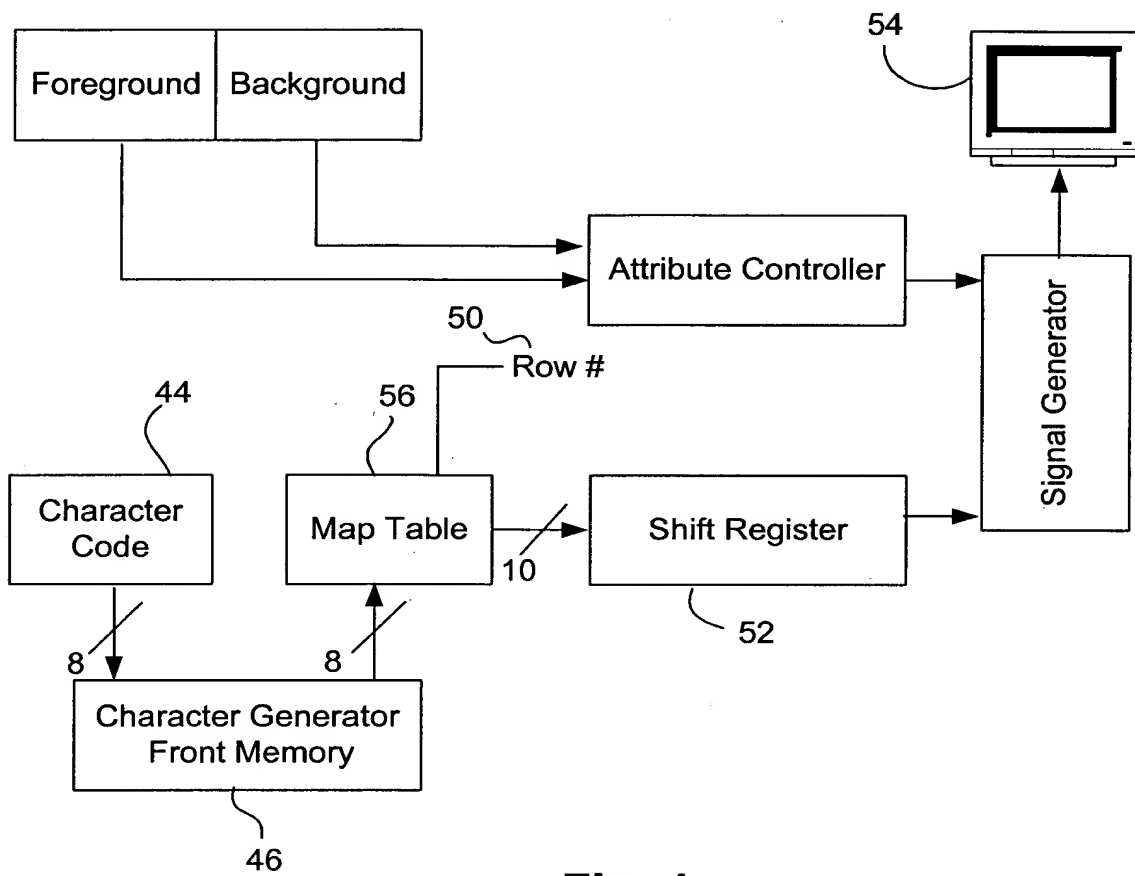 54
Foreground
Background
Attribute Controller
Signal Generator
50
Row #
44
56
Character
Code
Map Table
10
Shift Register
52
8
8
Character Generator
Front Memory
46